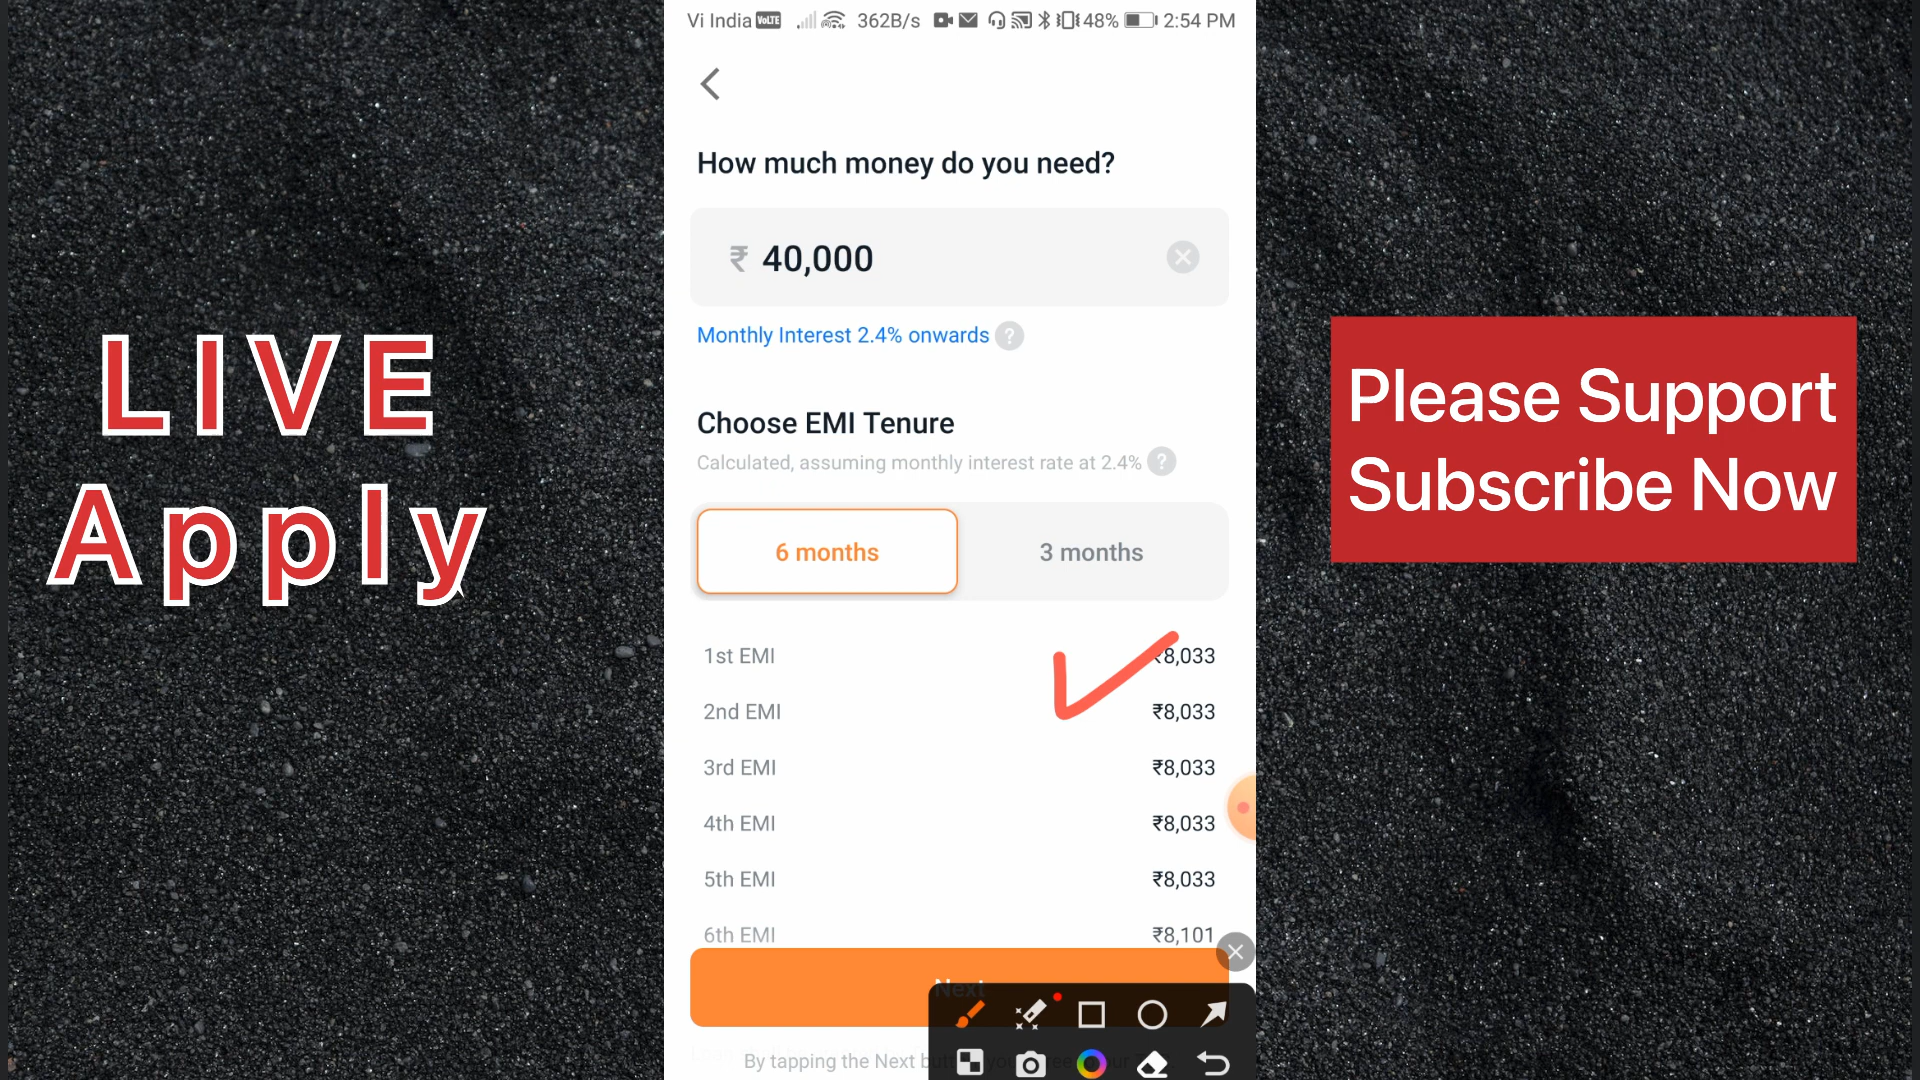 LIVE
Apply
Vi India VoLTE 362B/s 48% 2:54 PM
How much money do you need?
₹ 40,000
Monthly Interest 2.4% onwards ?
Choose EMI Tenure
Calculated, assuming monthly interest rate at 2.4% ?
6 months 3 months
1st EMI ₹8,033
2nd EMI ₹8,033
3rd EMI ₹8,033
4th EMI ₹8,033
5th EMI ₹8,033
6th EMI ₹8,101
Next
By tapping the Next
Please Support
Subscribe Now